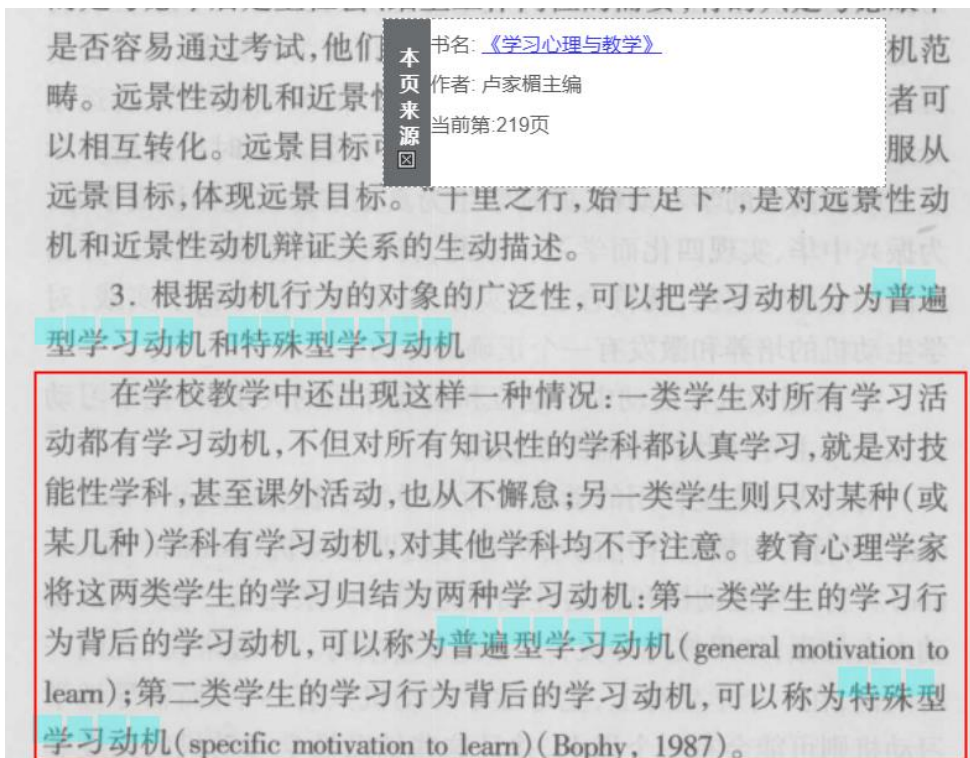 是否容易通过考试,他们
机范
畴。远景性动机和近景性
者可
以相互转化。远景目标可
服从
本页来源
书名: 《学习心理与教学》
作者: 卢家楣主编
当前第:219页
远景目标,体现远景目标。“千里之行,始于足下”,是对远景性动
机和近景性动机辩证关系的生动描述。
3. 根据动机行为的对象的广泛性,可以把学习动机分为普遍
型学习动机和特殊型学习动机
在学校教学中还出现这样一种情况:一类学生对所有学习活
动都有学习动机,不但对所有知识性的学科都认真学习,就是对技
能性学科,甚至课外活动,也从不懈怠;另一类学生则只对某种(或
某几种)学科有学习动机,对其他学科均不予注意。教育心理学家
将这两类学生的学习归结为两种学习动机:第一类学生的学习行
为背后的学习动机,可以称为普遍型学习动机(general motivation to
learn);第二类学生的学习行为背后的学习动机,可以称为特殊型
学习动机(specific motivation to learn)(Bophy, 1987)。